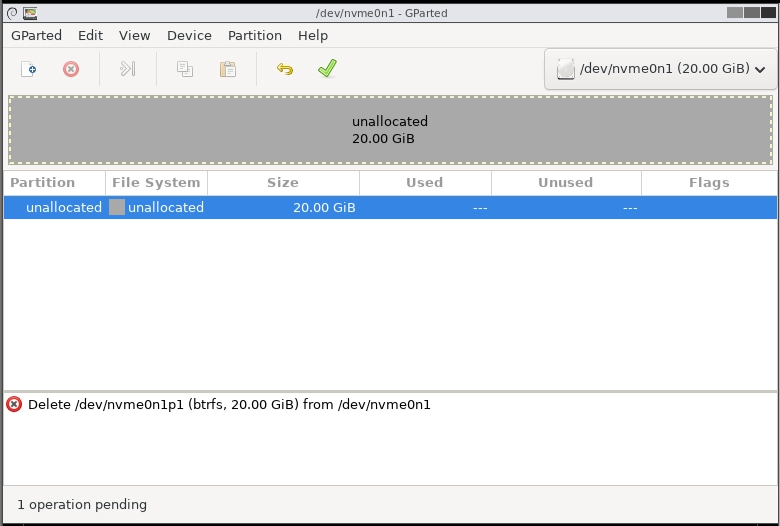 /dev/nvme0n1 - GParted
GParted Edit View Device Partition Help
/dev/nvme0n1 (20.00 GiB)
unallocated
20.00 GiB
Partition File System Size Used Unused Flags
unallocated unallocated 20.00 GiB --- ---
Delete /dev/nvme0n1p1 (btrfs, 20.00 GiB) from /dev/nvme0n1
1 operation pending